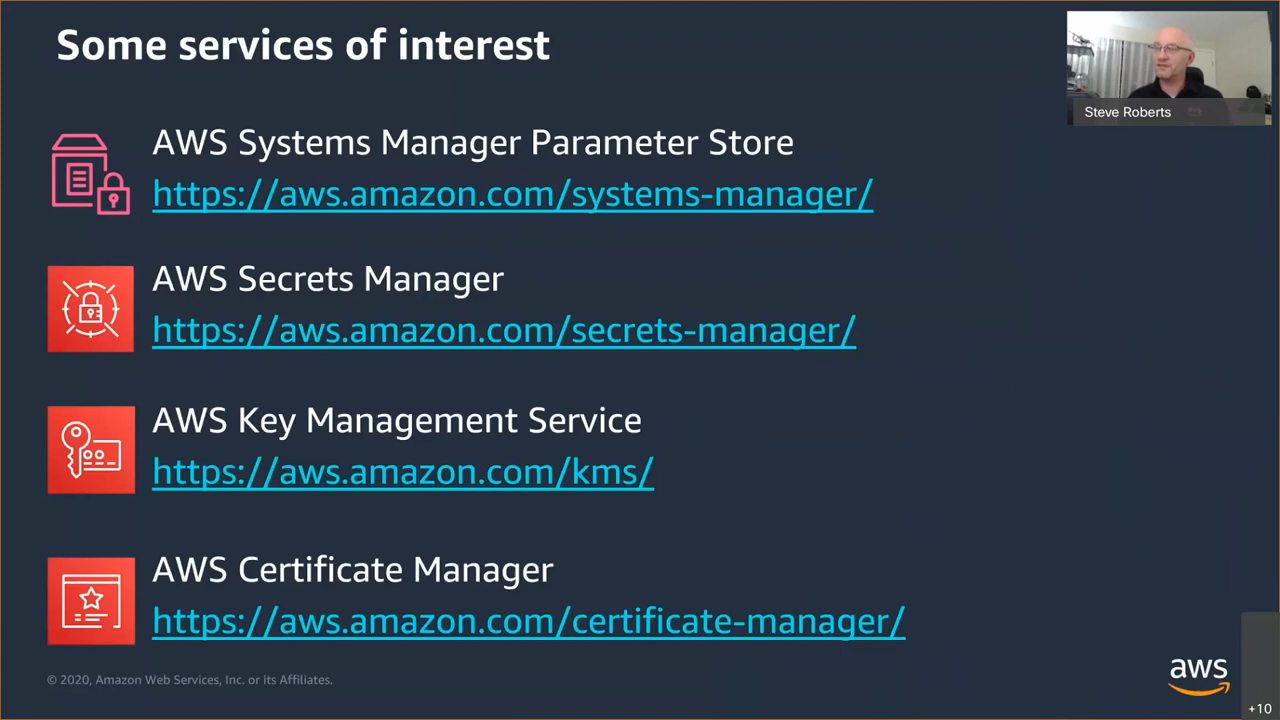 Some services of interest
Steve Roberts
AWS Systems Manager Parameter Store
https://aws.amazon.com/systems-manager/
AWS Secrets Manager
https://aws.amazon.com/secrets-manager/
AWS Key Management Service
https://aws.amazon.com/kms/
AWS Certificate Manager
https://aws.amazon.com/certificate-manager/
© 2020, Amazon Web Services, Inc. or its Affiliates.
aws
+10